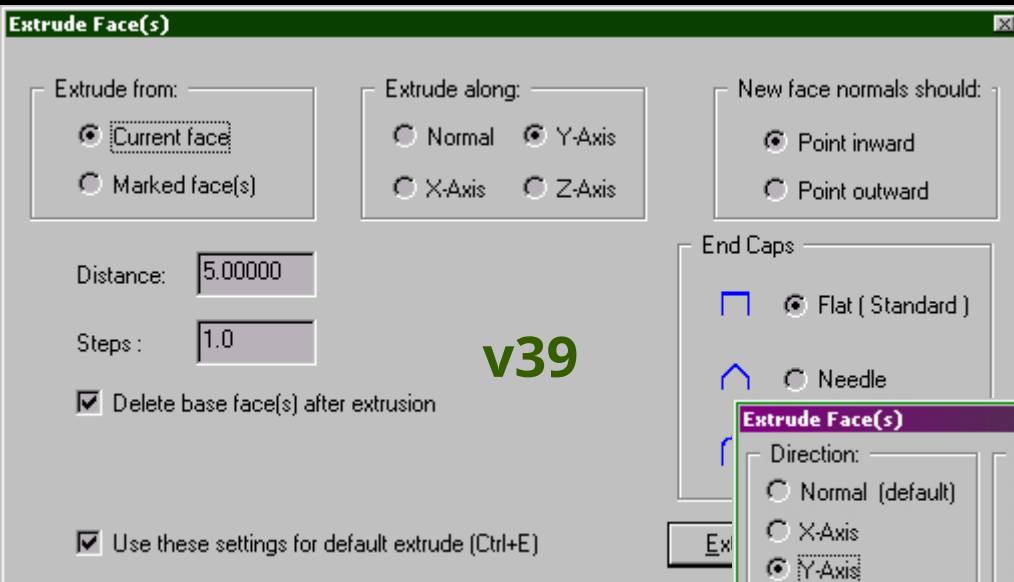 Extrude Face(s)
Extrude from:
Current face
Marked face(s)
Extrude along:
Normal
Y-Axis
X-Axis
Z-Axis
New face normals should:
Point inward
Point outward
Distance:
5.00000
Steps :
1.0
Delete base face(s) after extrusion
v39
End Caps
Flat ( Standard )
Needle
Use these settings for default extrude (Ctrl+E)
Extrude Face(s)
Direction:
Normal (default)
X-Axis
Y-Axis